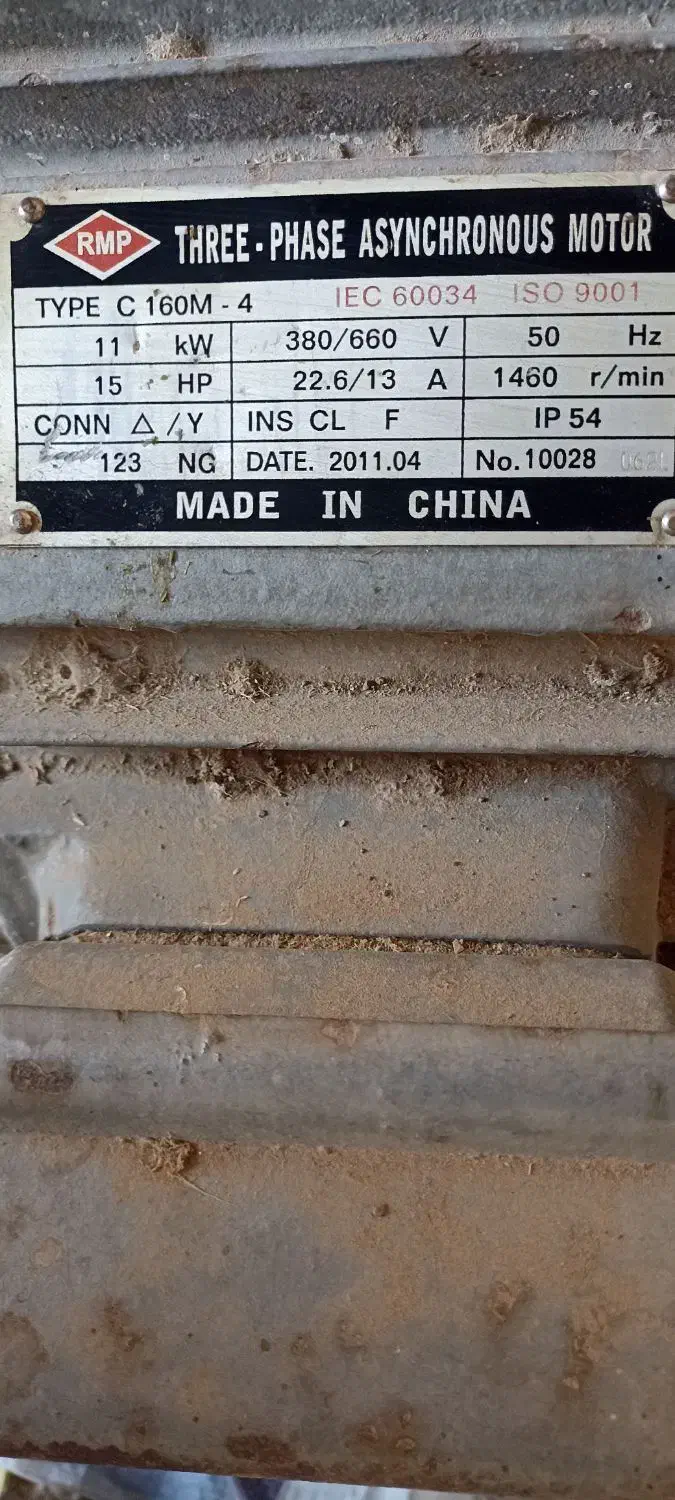 RMP THREE-PHASE ASYNCHRONOUS MOTOR
TYPE C 160M - 4 IEC 60034 ISO 9001
11 kW 380/660 V 50 Hz
15 HP 22.6/13 A 1460 r/min
CONN △ / Y INS CL F IP 54
123 NG DATE. 2011.04 No. 10028
MADE IN CHINA